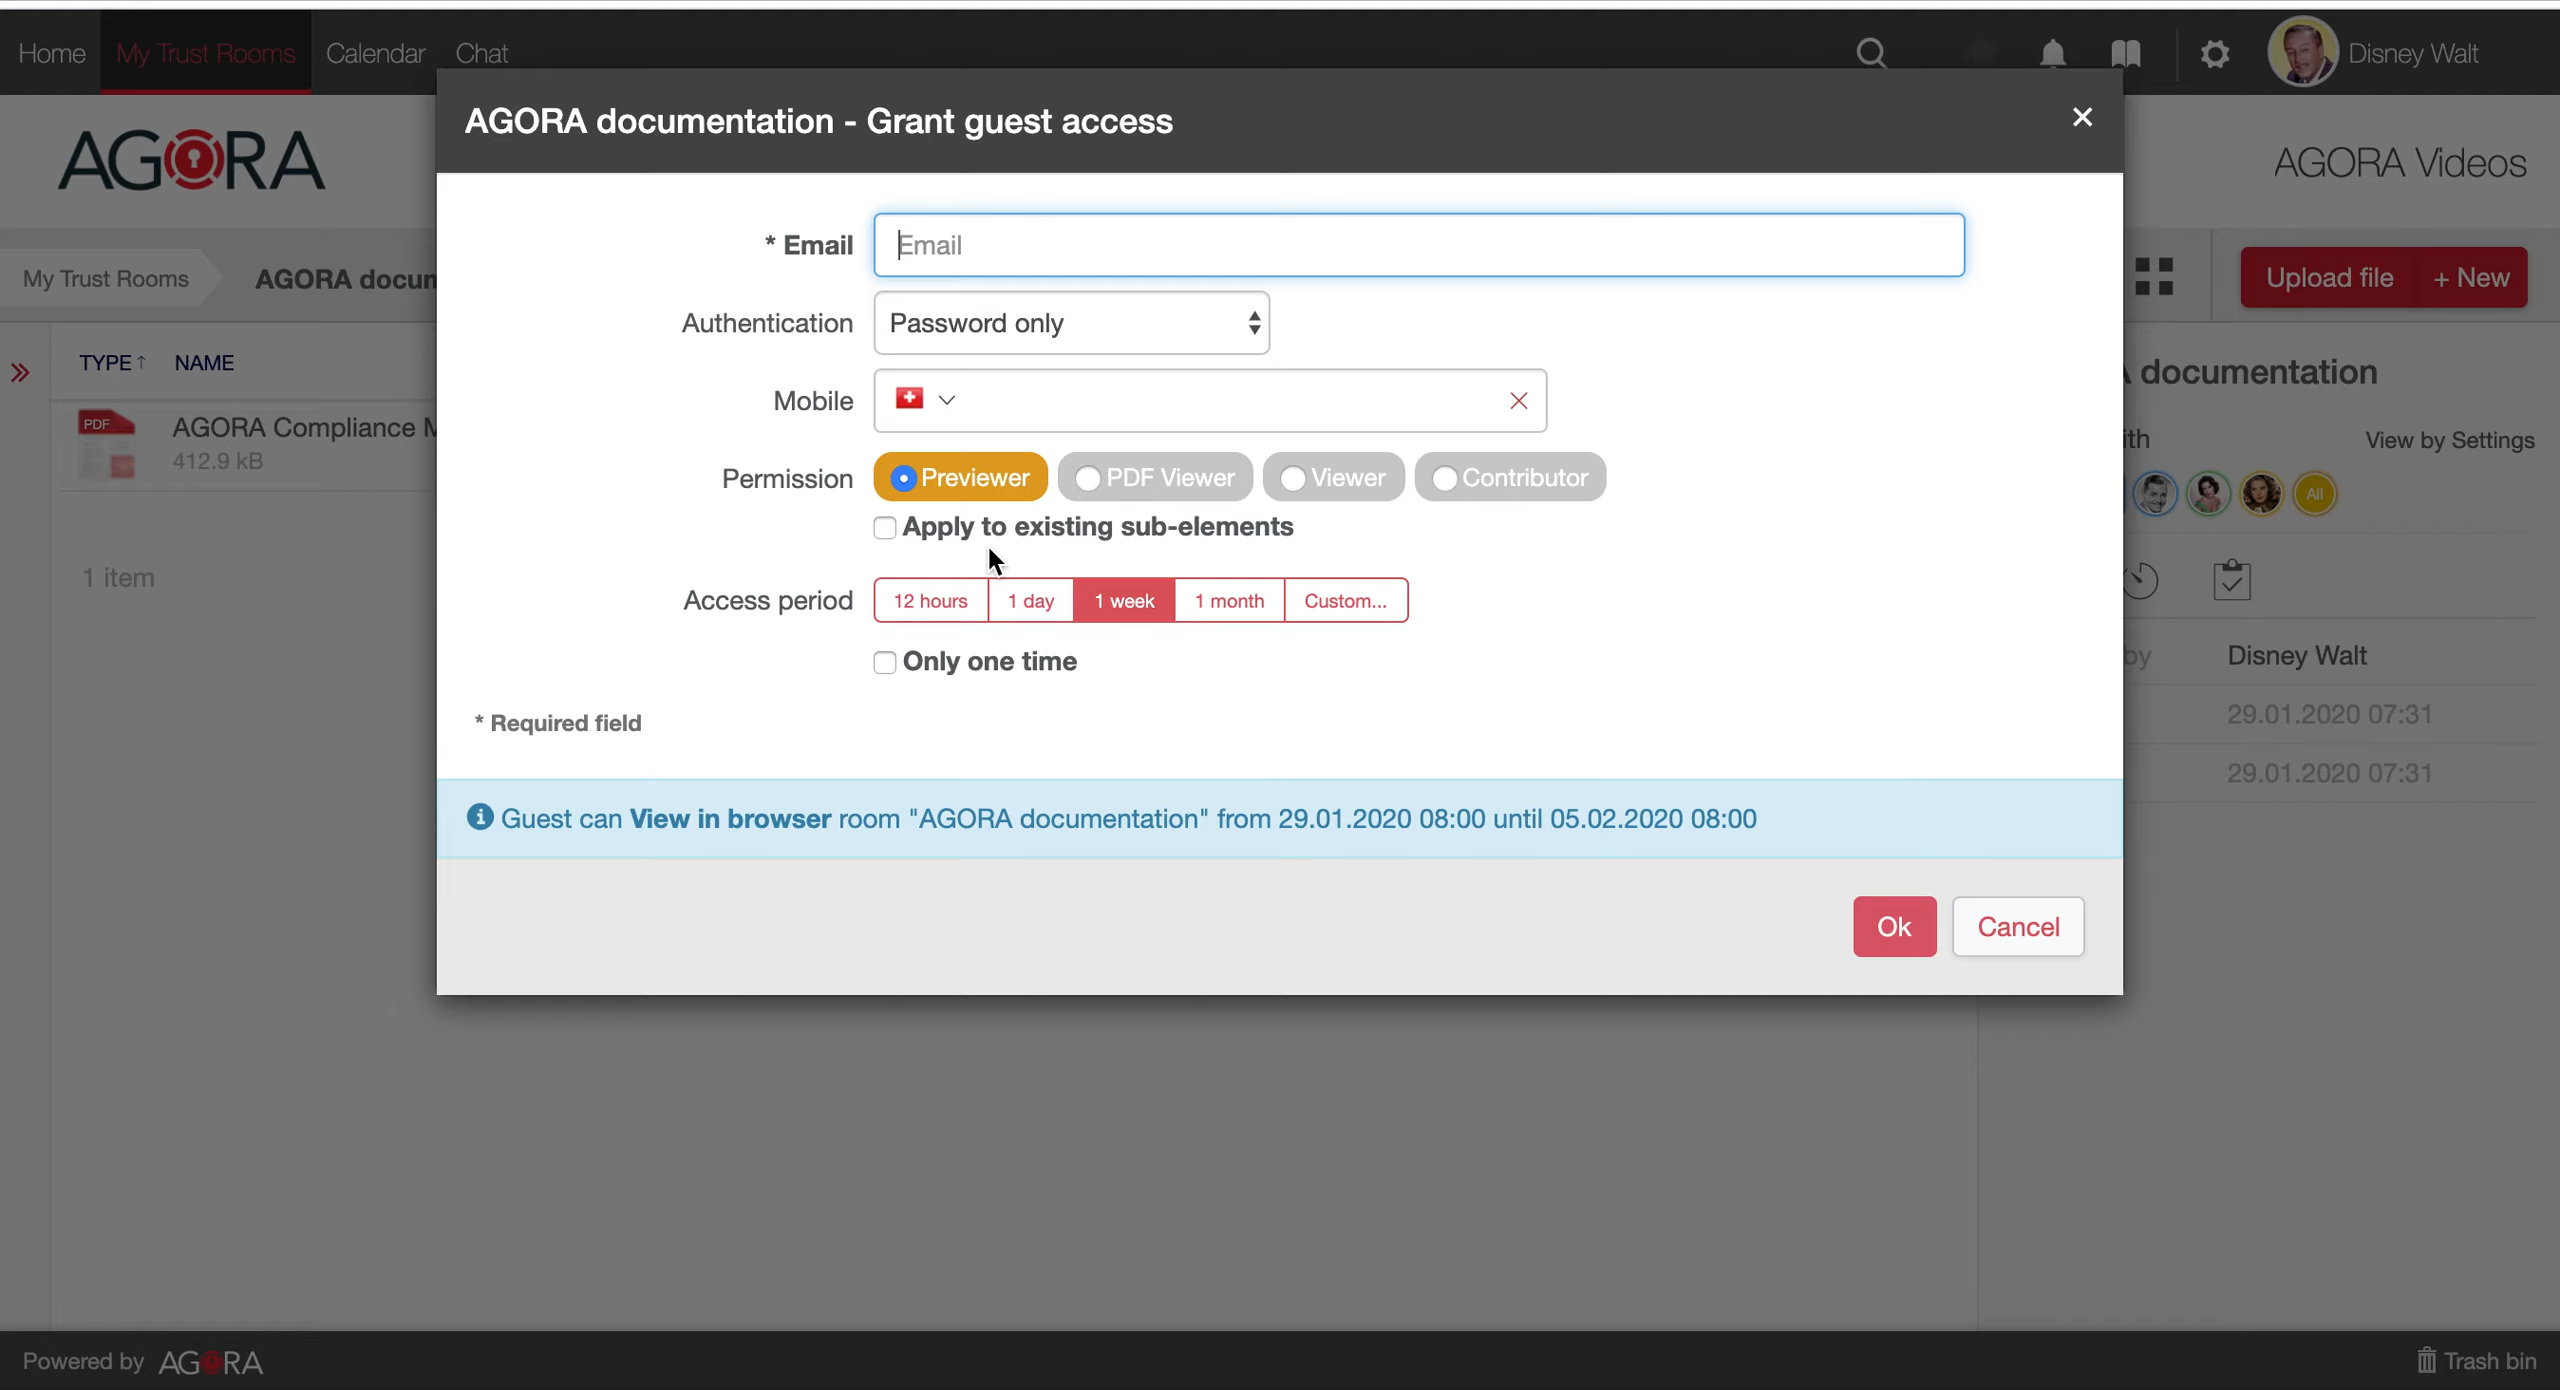 Home My Trust Rooms Calendar Chat Disney Walt
AGORA documentation - Grant guest access
AGORA
AGORA Videos
* Email Email
My Trust Rooms AGORA docum
Upload file + New
Authentication Password only
TYPE↑ NAME
documentation
Mobile
PDF AGORA Compliance M
412.9 kB
ith View by Settings
Permission Previewer PDF Viewer Viewer Contributor
All
Apply to existing sub-elements
1 item
Access period 12 hours 1 day 1 week 1 month Custom...
by Disney Walt
Only one time
29.01.2020 07:31
* Required field
29.01.2020 07:31
Guest can View in browser room "AGORA documentation" from 29.01.2020 08:00 until 05.02.2020 08:00
Ok Cancel
Powered by AGORA Trash bin